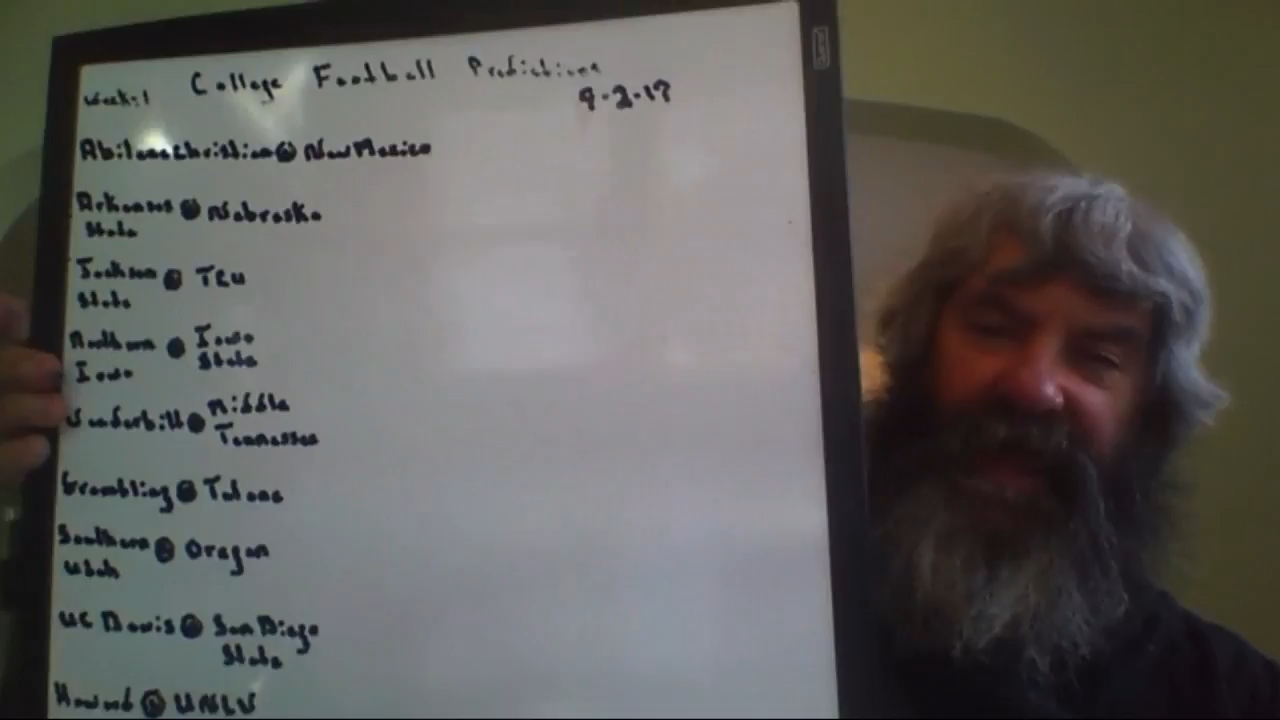 Week:1 College Football Predictions
9-2-17
Abilene Christian @ New Mexico
Arkansas @ Nebraska
State
Jackson @ TCU
State
Northern @ Iowa
Iowa State
Vanderbilt @ Middle
Tennessee
Grambling @ Tulane
Southern @ Oregon
Utah
UC Davis @ San Diego
State
Howard @ UNLV